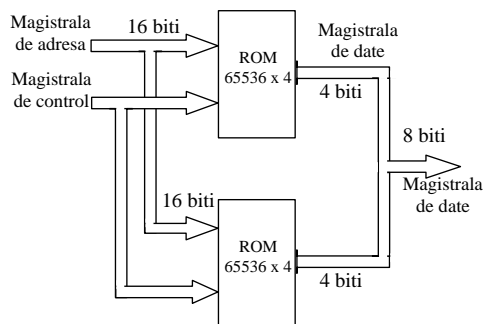 Magistrala
de adresa
16 biti
Magistrala
de control
ROM
65536 x 4
Magistrala
de date
4 biti
8 biti
Magistrala
de date
16 biti
ROM
65536 x 4
4 biti